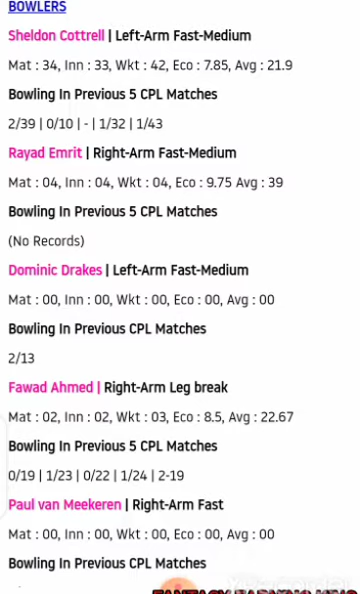 BOWLERS
Sheldon Cottrell | Left-Arm Fast-Medium
Mat : 34, Inn : 33, Wkt : 42, Eco : 7.85, Avg : 21.9
Bowling In Previous 5 CPL Matches
2/39 | 0/10 | - | 1/32 | 1/43
Rayad Emrit | Right-Arm Fast-Medium
Mat : 04, Inn : 04, Wkt : 04, Eco : 9.75 Avg : 39
Bowling In Previous 5 CPL Matches
(No Records)
Dominic Drakes | Left-Arm Fast-Medium
Mat : 00, Inn : 00, Wkt : 00, Eco : 00, Avg : 00
Bowling In Previous CPL Matches
2/13
Fawad Ahmed | Right-Arm Leg break
Mat : 02, Inn : 02, Wkt : 03, Eco : 8.5, Avg : 22.67
Bowling In Previous 5 CPL Matches
0/19 | 1/23 | 0/22 | 1/24 | 2-19
Paul van Meekeren | Right-Arm Fast
Mat : 00, Inn : 00, Wkt : 00, Eco : 00, Avg : 00
Bowling In Previous CPL Matches